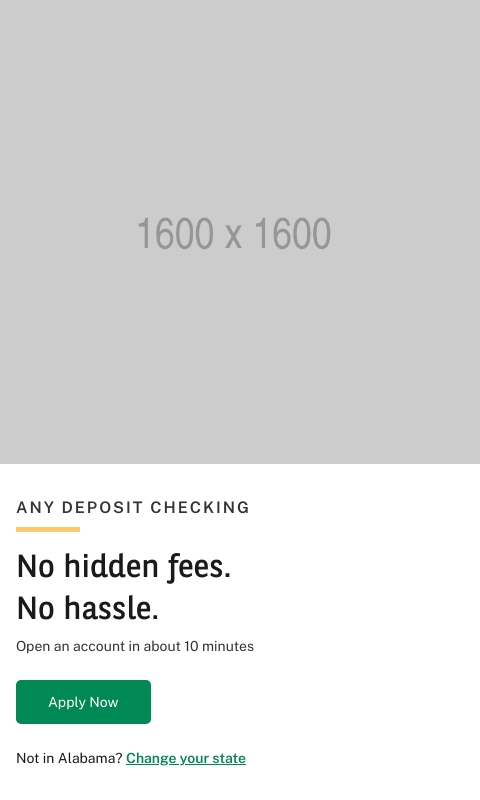 1600 x 1600
ANY DEPOSIT CHECKING
No hidden fees.
No hassle.
Open an account in about 10 minutes
Apply Now
Not in Alabama? Change your state